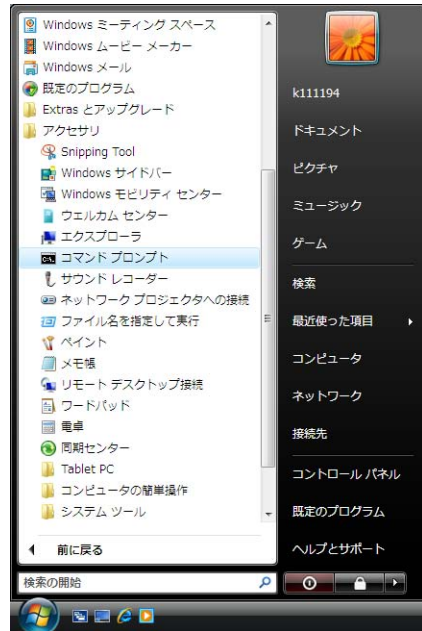 Windows ミーティング スペース
Windows ムービー メーカー
Windows メール
既定のプログラム
Extras とアップグレード
アクセサリ
Snipping Tool
Windows サイドバー
Windows モビリティ センター
ウェルカム センター
エクスプローラ
コマンド プロンプト
サウンド レコーダー
ネットワーク プロジェクタへの接続
ファイル名を指定して実行
ペイント
メモ帳
リモート デスクトップ接続
ワードパッド
電卓
同期センター
Tablet PC
コンピュータの簡単操作
システム ツール
前に戻る
検索の開始
k111194
ドキュメント
ピクチャ
ミュージック
ゲーム
検索
最近使った項目
コンピュータ
ネットワーク
接続先
コントロール パネル
既定のプログラム
ヘルプとサポート